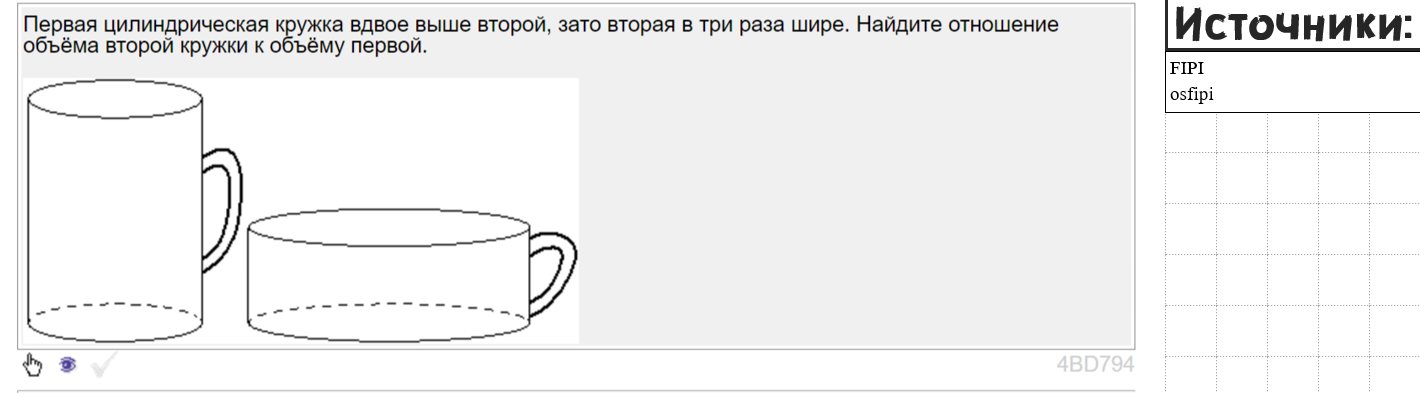 Первая цилиндрическая кружка вдвое выше второй, зато вторая в три раза шире. Найдите отношение
объёма второй кружки к объёму первой.
4BD794
Источники:
FIPI
osfipi